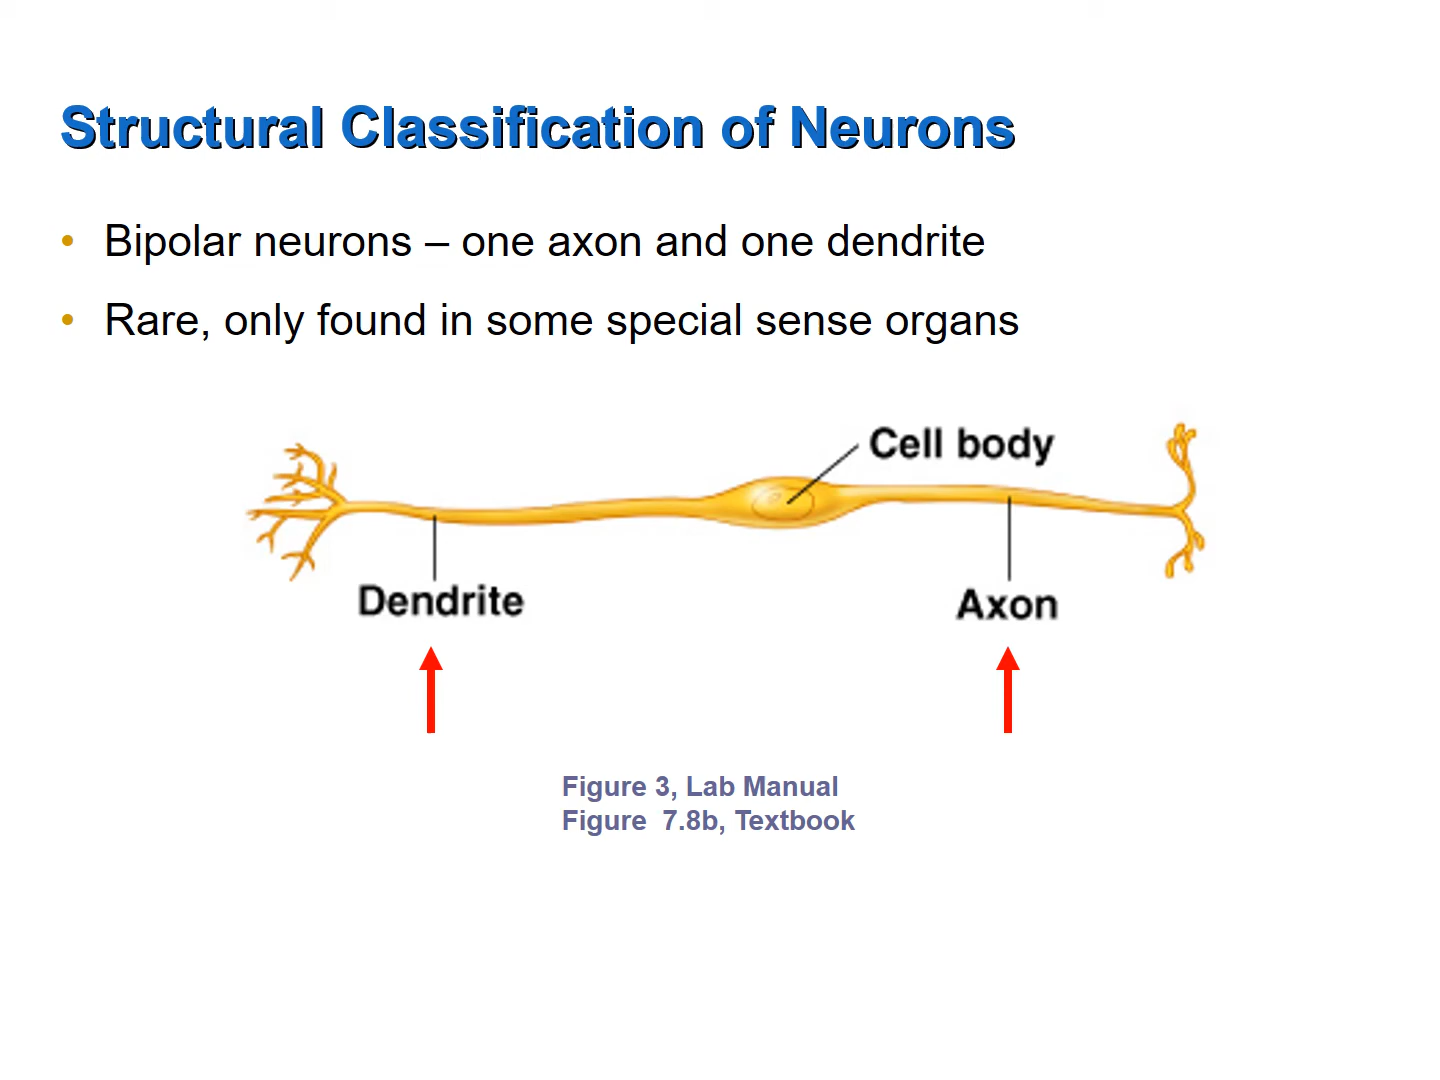 Structural Classification of Neurons
• Bipolar neurons – one axon and one dendrite
• Rare, only found in some special sense organs
Cell body
Dendrite
Axon
Figure 3, Lab Manual
Figure 7.8b, Textbook